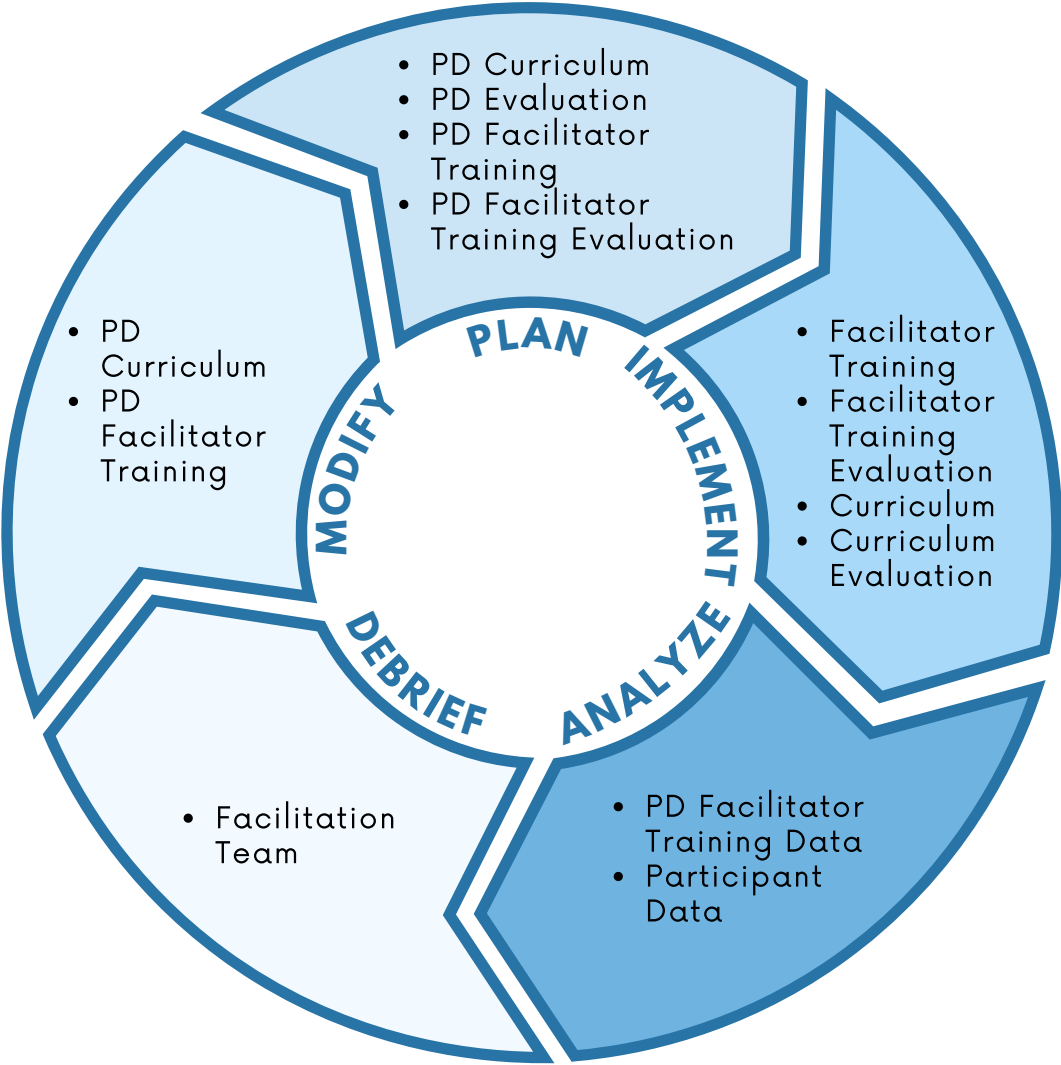 • PD Curriculum
• PD Evaluation
• PD Facilitator
Training
• PD Facilitator
Training Evaluation
PLAN
• Facilitator
Training
• Facilitator
Training
Evaluation
• Curriculum
• Curriculum
Evaluation
IMPLEMENT
• PD Facilitator
Training Data
• Participant
Data
ANALYZE
• Facilitation
Team
DEBRIEF
• PD
Curriculum
• PD
Facilitator
Training
MODIFY